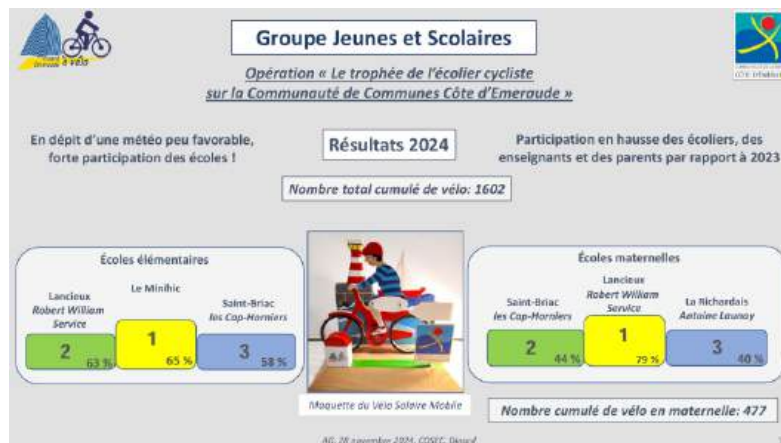 à vélo
Groupe Jeunes et Scolaires
Opération « Le trophée de l'écolier cycliste
sur la Communauté de Communes Côte d'Emeraude »
En dépit d'une météo peu favorable,
forte participation des écoles !
Résultats 2024
Participation en hausse des écoliers, des
enseignants et des parents par rapport à 2023
Nombre total cumulé de vélo: 1602
Écoles élémentaires
Lancieux
Robert William
Service
2
63 %
Le Minihic
1
65 %
Saint-Briac
les Cap-Horniers
3
58 %
Maquette du Vélo Solaire Mobile
Écoles maternelles
Saint-Briac
les Cap-Horniers
2
44 %
Lancieux
Robert William
Service
1
79 %
La Richardais
Antoine Launay
3
40 %
Nombre cumulé de vélo en maternelle: 477
AG, 28 novembre 2024, COSEC, Dinard